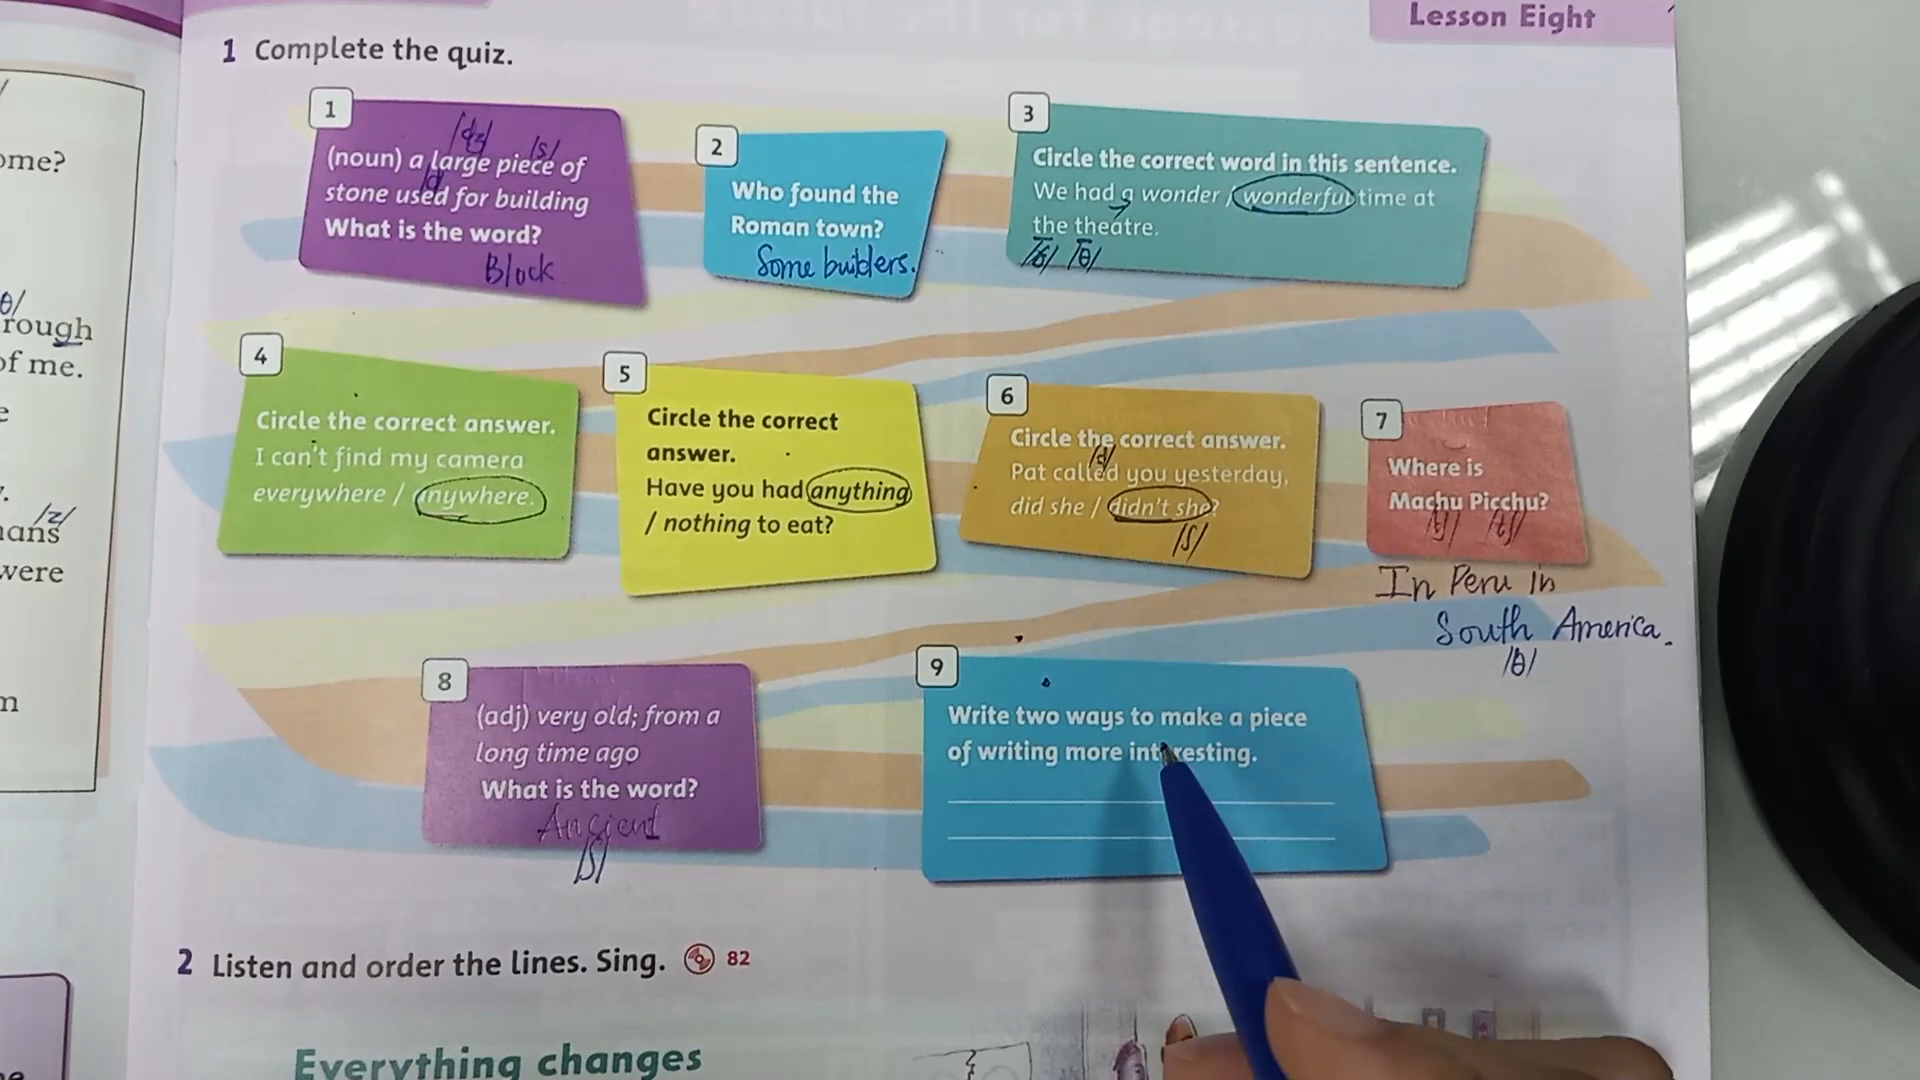 Lesson Eight
1 Complete the quiz.
1
/dʒ/ /s/
(noun) a large piece of
/d/
stone used for building
What is the word?
Block
2
Who found the
Roman town?
Some builders.
3
Circle the correct word in this sentence.
We had a wonder / wonderful time at
the theatre.
/ð/ /θ/
4
Circle the correct answer.
I can't find my camera
everywhere / anywhere.
5
Circle the correct
answer.
Have you had anything
/ nothing to eat?
6
Circle the correct answer.
/d/
Pat called you yesterday,
did she / didn't she?
/ʃ/
7
Where is
Machu Picchu?
/tʃ/ /tʃ/
In Peru in
South America.
/θ/
8
(adj) very old; from a
long time ago
What is the word?
Ancient
/ʃ/
9
Write two ways to make a piece
of writing more interesting.
2 Listen and order the lines. Sing. 82
Everything changes
ome?
θ/
rough
of me.
e
/z/
ans
were